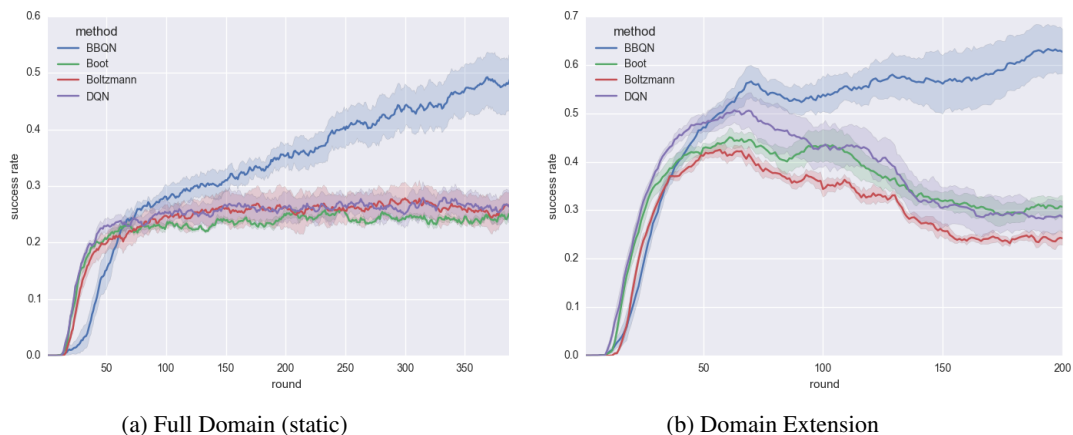 0.6
0.5
0.4
0.3
0.2
0.1
0.0
success rate
method
BBQN
Boot
Boltzmann
DQN
50
100
150
200
250
300
350
round
(a) Full Domain (static)
0.7
0.6
0.5
0.4
0.3
0.2
0.1
0.0
success rate
method
BBQN
Boot
Boltzmann
DQN
50
100
150
200
round
(b) Domain Extension